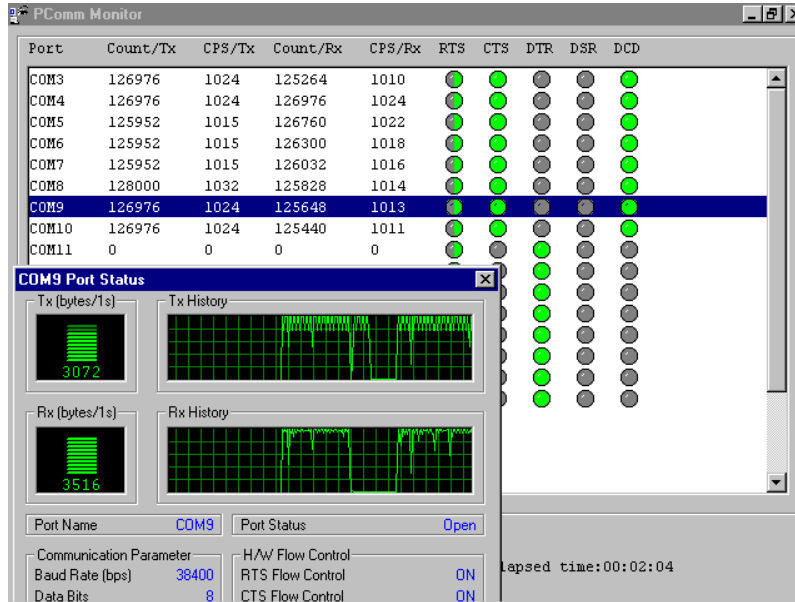 PComm Monitor
Port Count/Tx CPS/Tx Count/Rx CPS/Rx RTS CTS DTR DSR DCD
COM3 126976 1024 125264 1010
COM4 126976 1024 126976 1024
COM5 125952 1015 126760 1022
COM6 125952 1015 126300 1018
COM7 125952 1015 126032 1016
COM8 128000 1032 125828 1014
COM9 126976 1024 125648 1013
COM10 126976 1024 125440 1011
COM11 0 0 0 0
COM9 Port Status
Tx (bytes/1s) Tx History
3072
Rx (bytes/1s) Rx History
3516
Port Name COM9 Port Status Open
Communication Parameter H/W Flow Control
Baud Rate (bps) 38400 RTS Flow Control ON
lapsed time:00:02:04
Data Bits 8 CTS Flow Control ON